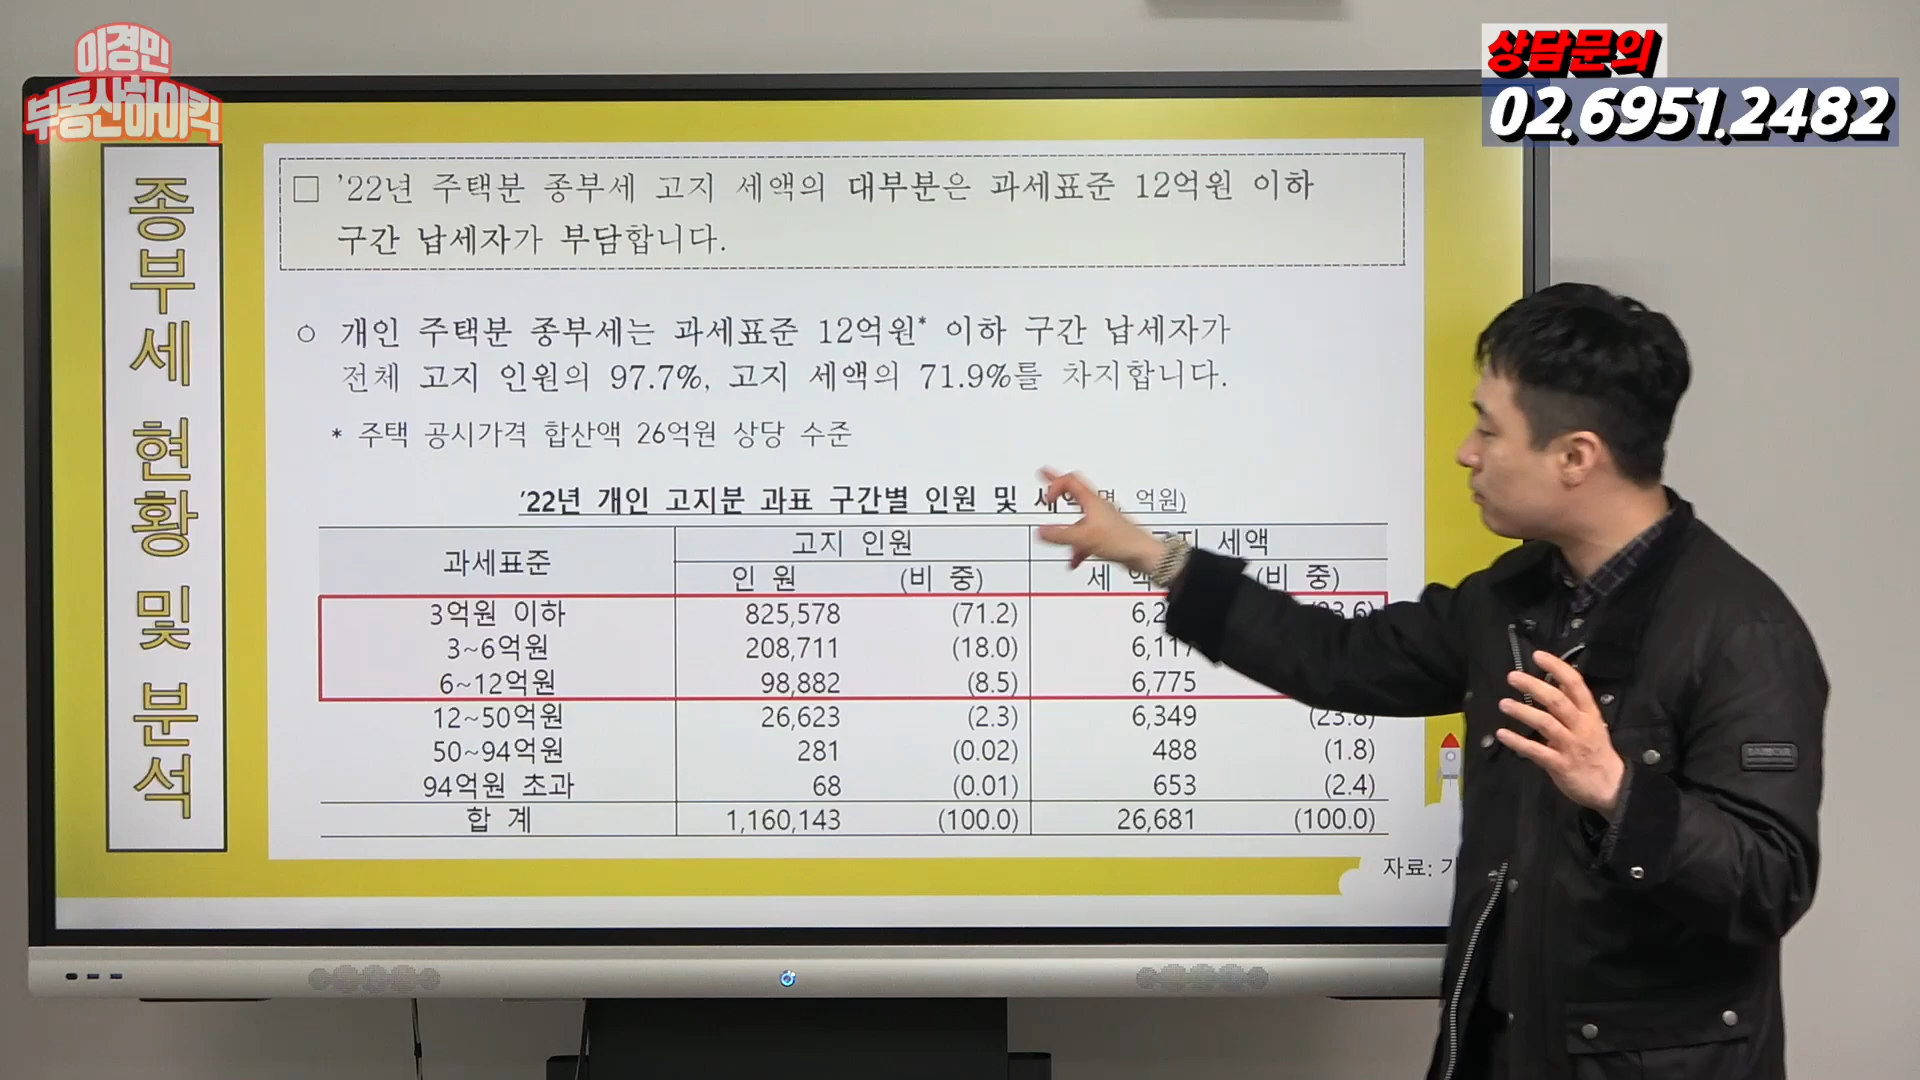 이경민
부동산하이킥
상담문의
02.6951.2482
종부세 현황 및 분석
□ '22년 주택분 종부세 고지 세액의 대부분은 과세표준 12억원 이하
구간 납세자가 부담합니다.
○ 개인 주택분 종부세는 과세표준 12억원* 이하 구간 납세자가
전체 고지 인원의 97.7%, 고지 세액의 71.9%를 차지합니다.
* 주택 공시가격 합산액 26억원 상당 수준
'22년 개인 고지분 과표 구간별 인원 및 억원)
과세표준 고지 인원 세액
인 원 (비 중) 세 (비 중)
3억원 이하 825,578 (71.2)
3~6억원 208,711 (18.0)
6~12억원 98,882 (8.5) 6,775
12~50억원 26,623 (2.3) 6,349 (23.8)
50~94억원 281 (0.02) 488 (1.8)
94억원 초과 68 (0.01) 653 (2.4)
합 계 1,160,143 (100.0) 26,681 (100.0)
자료: